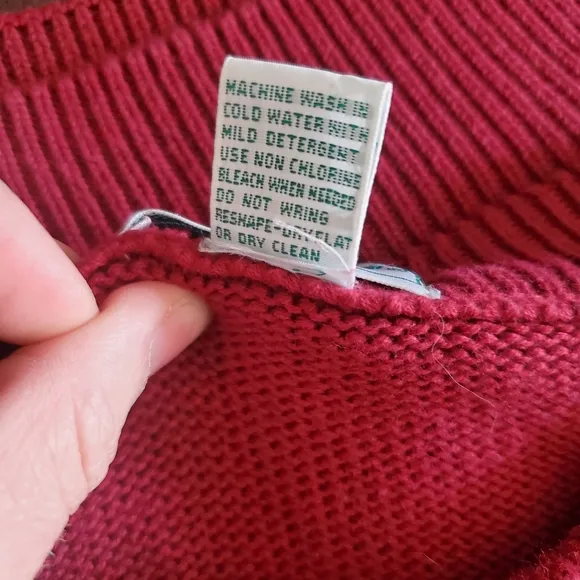 MACHINE WASH IN
COLD WATER WITH
MILD DETERGENT
USE NON CHLORINE
BLEACH WHEN NEEDED
DO NOT WRING
RESHAPE-DRY FLAT
OR DRY CLEAN